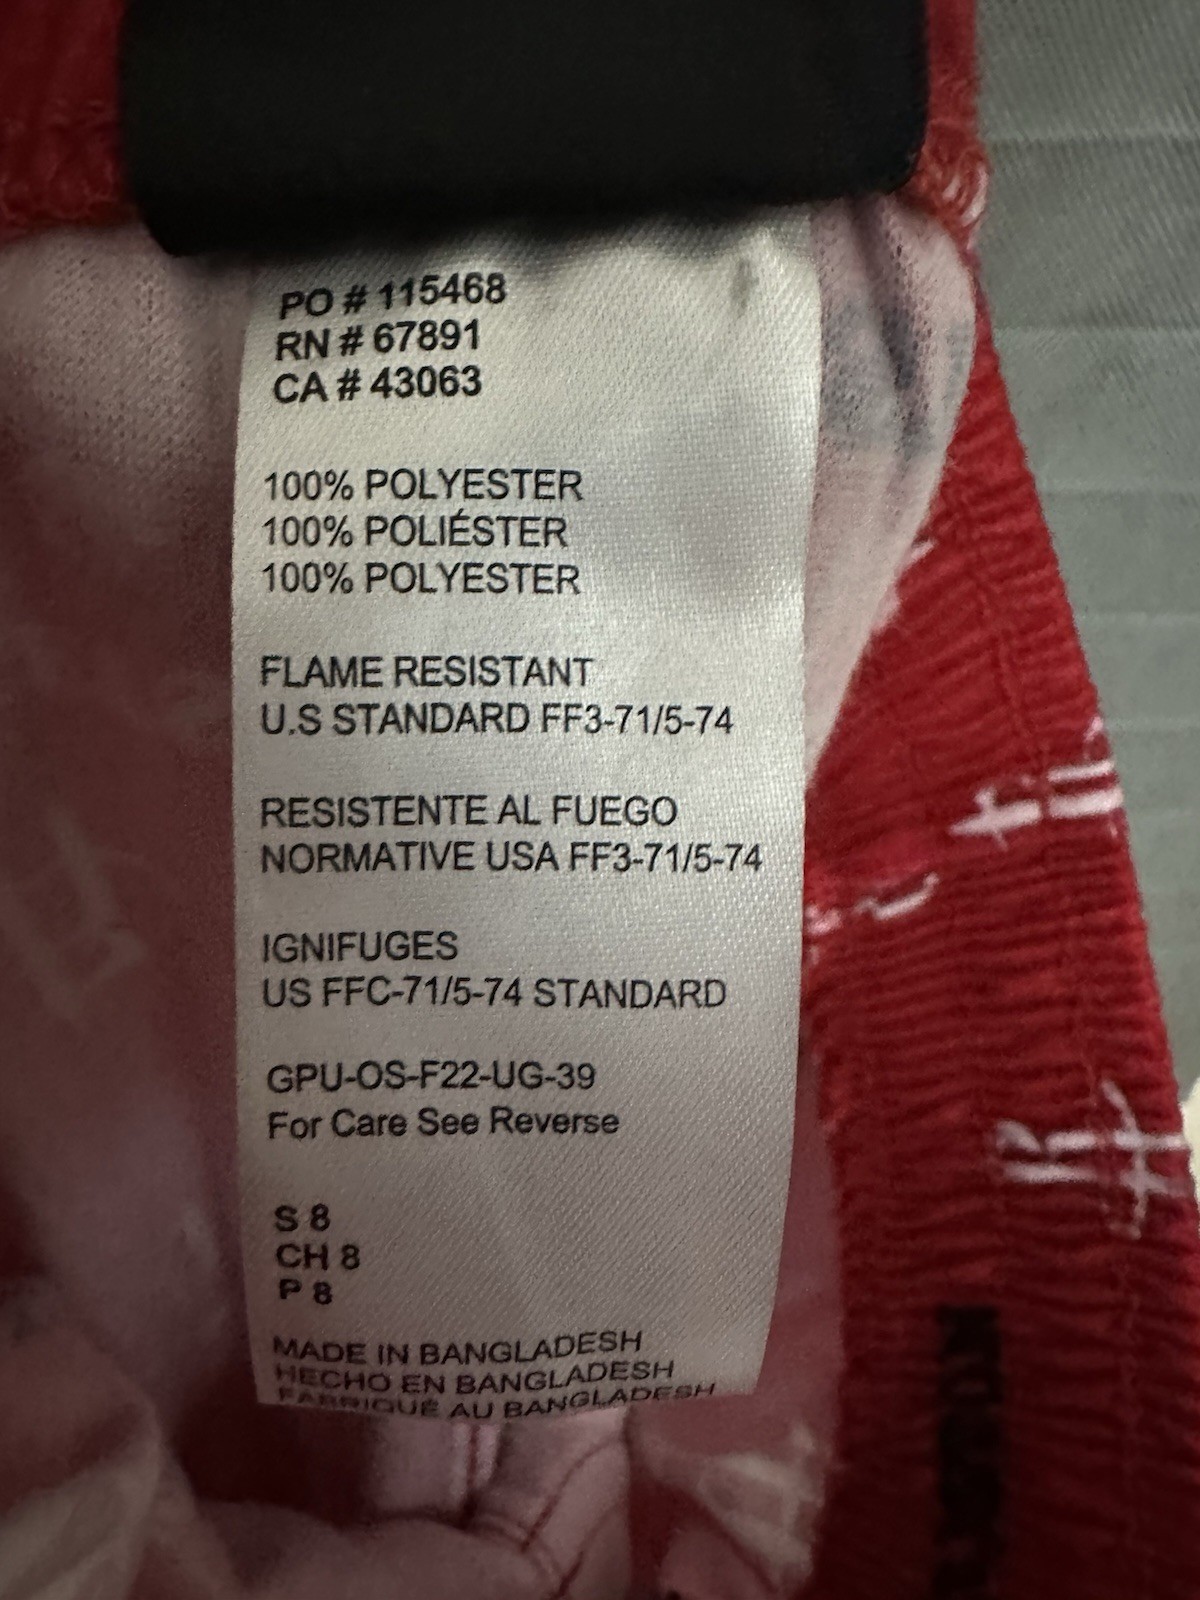 PO # 115468
RN # 67891
CA # 43063
100% POLYESTER
100% POLIÉSTER
100% POLYESTER
FLAME RESISTANT
U.S STANDARD FF3-71/5-74
RESISTENTE AL FUEGO
NORMATIVE USA FF3-71/5-74
IGNIFUGES
US FFC-71/5-74 STANDARD
GPU-OS-F22-UG-39
For Care See Reverse
S 8
CH 8
P 8
MADE IN BANGLADESH
HECHO EN BANGLADESH
FABRIQUÉ AU BANGLADESH